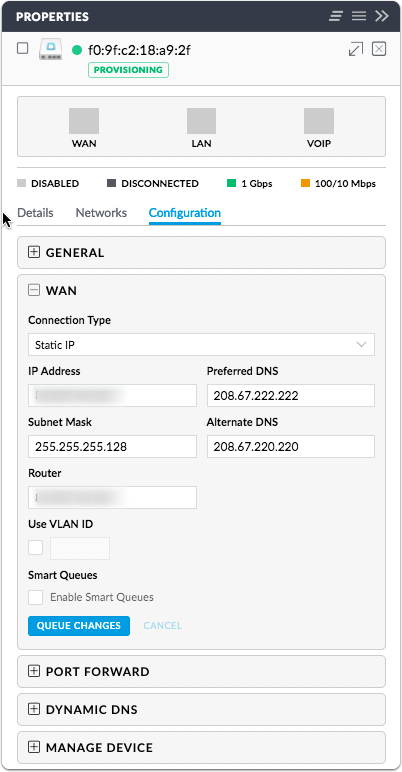 PROPERTIES
f0:9f:c2:18:a9:2f
PROVISIONING
WAN LAN VOIP
DISABLED DISCONNECTED 1 Gbps 100/10 Mbps
Details Networks Configuration
GENERAL
WAN
Connection Type
Static IP
IP Address Preferred DNS
208.67.222.222
Subnet Mask Alternate DNS
255.255.255.128 208.67.220.220
Router
Use VLAN ID
Smart Queues
Enable Smart Queues
QUEUE CHANGES CANCEL
PORT FORWARD
DYNAMIC DNS
MANAGE DEVICE